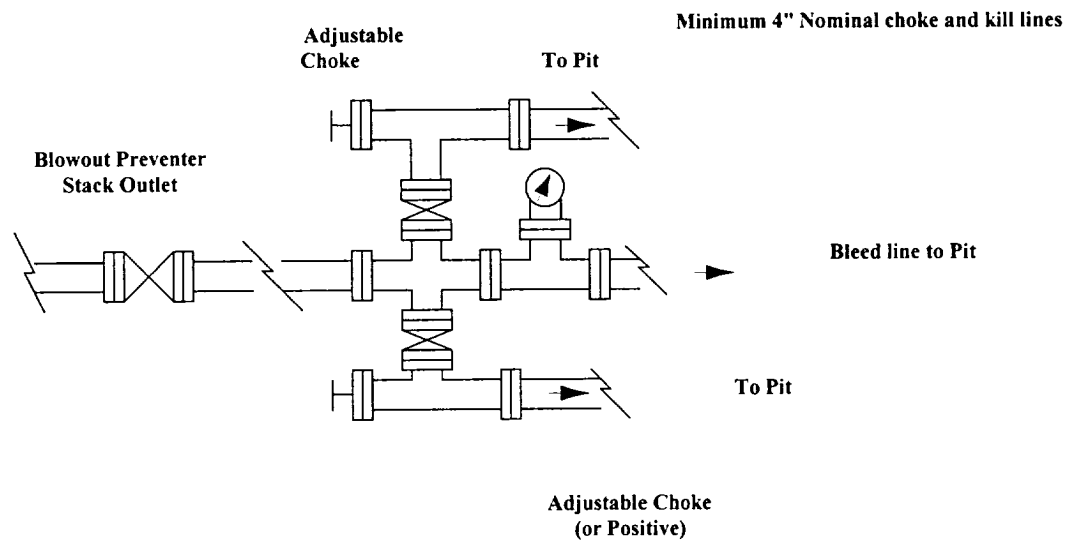 Minimum 4" Nominal choke and kill lines
Adjustable
Choke
To Pit
Blowout Preventer
Stack Outlet
Bleed line to Pit
To Pit
Adjustable Choke
(or Positive)